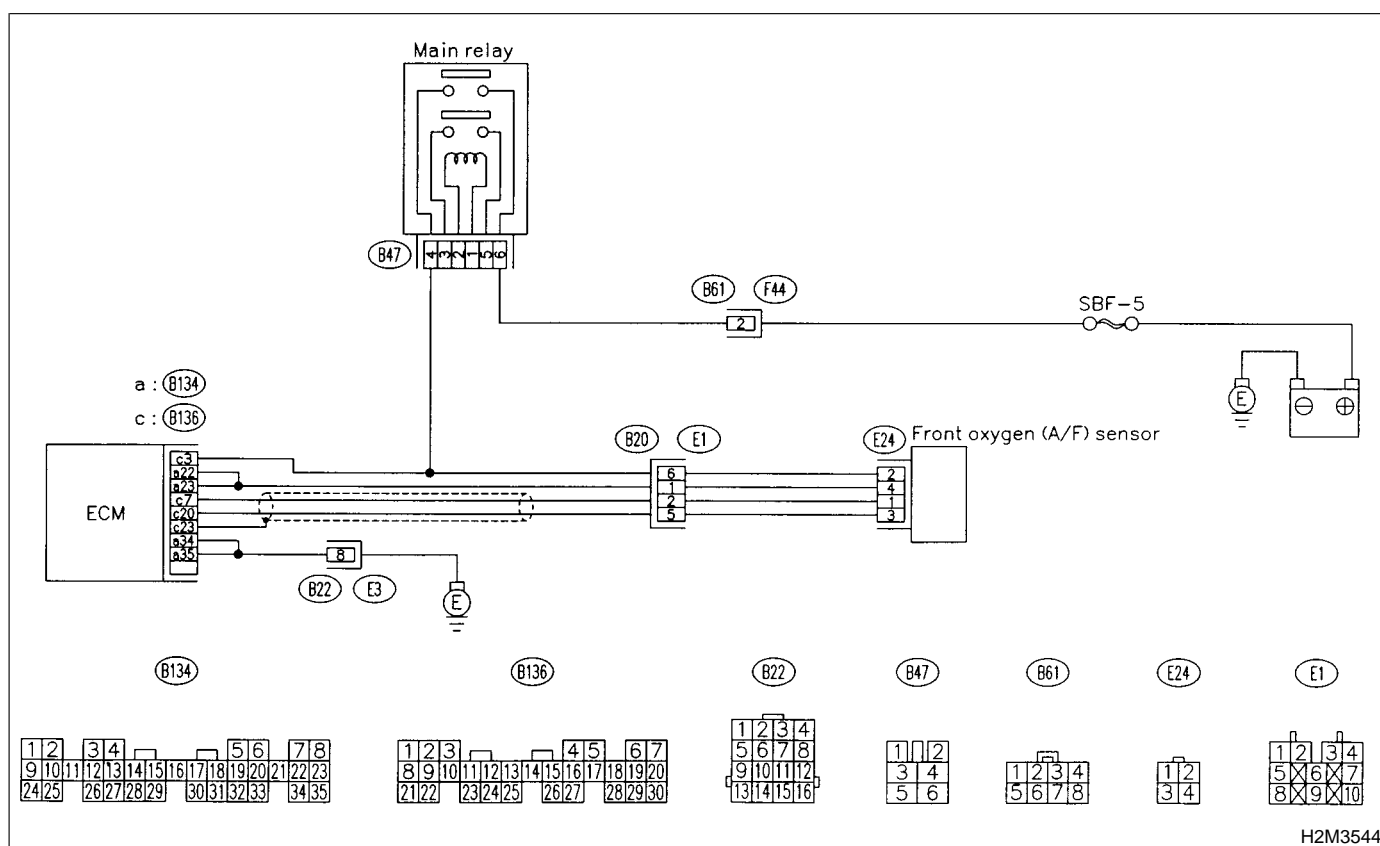 Main relay
B47
4 3 2 1 5 6
B61 F44
2
SBF-5
E
⊖ ⊕
a : B134
c : B136
B20 E1
E24 Front oxygen (A/F) sensor
ECM
c3 6 2
a22
a23 1 4
c7 2 1
c20 5 3
c23
a34
a35 8
B22 E3
E
B134 B136 B22 B47 B61 E24 E1
1 2 3 4 5 6 7 8
9 10 11 12 13 14 15 16 17 18 19 20 21 22 23
24 25 26 27 28 29 30 31 32 33 34 35
1 2 3 4 5 6 7
8 9 10 11 12 13 14 15 16 17 18 19 20
21 22 23 24 25 26 27 28 29 30
1 2 3 4
5 6 7 8
9 10 11 12
13 14 15 16
1 2
3 4
5 6
1 2 3 4
5 6 7 8
1 2
3 4
1 2 3 4
5 6 7
8 9 10
H2M3544